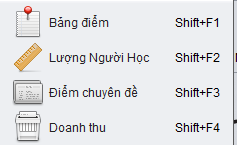 Bảng điểm Shift+F1
Lượng Người Học Shift+F2
Điểm chuyên đề Shift+F3
Doanh thu Shift+F4